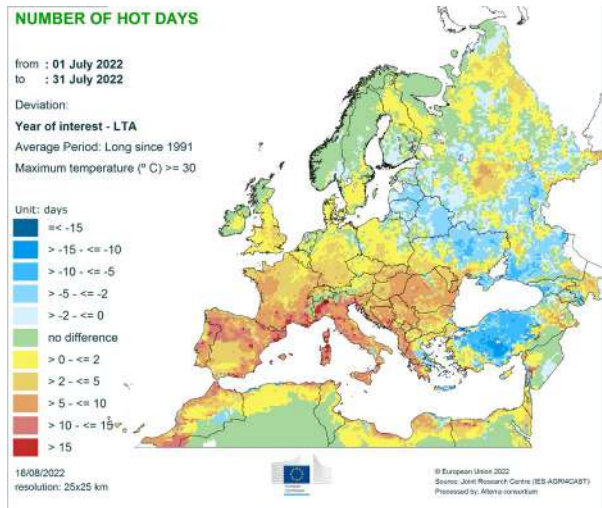 NUMBER OF HOT DAYS
from : 01 July 2022
to : 31 July 2022
Deviation:
Year of interest - LTA
Average Period: Long since 1991
Maximum temperature (º C) >= 30
Unit: days
=< -15
> -15 - <= -10
> -10 - <= -5
> -5 - <= -2
> -2 - <= 0
no difference
> 0 - <= 2
> 2 - <= 5
> 5 - <= 10
> 10 - <= 15
> 15
16/08/2022
resolution: 25x25 km
© European Union 2022
Source: Joint Research Centre (IES-AGRI4CAST)
Processed by: Alterra consortium